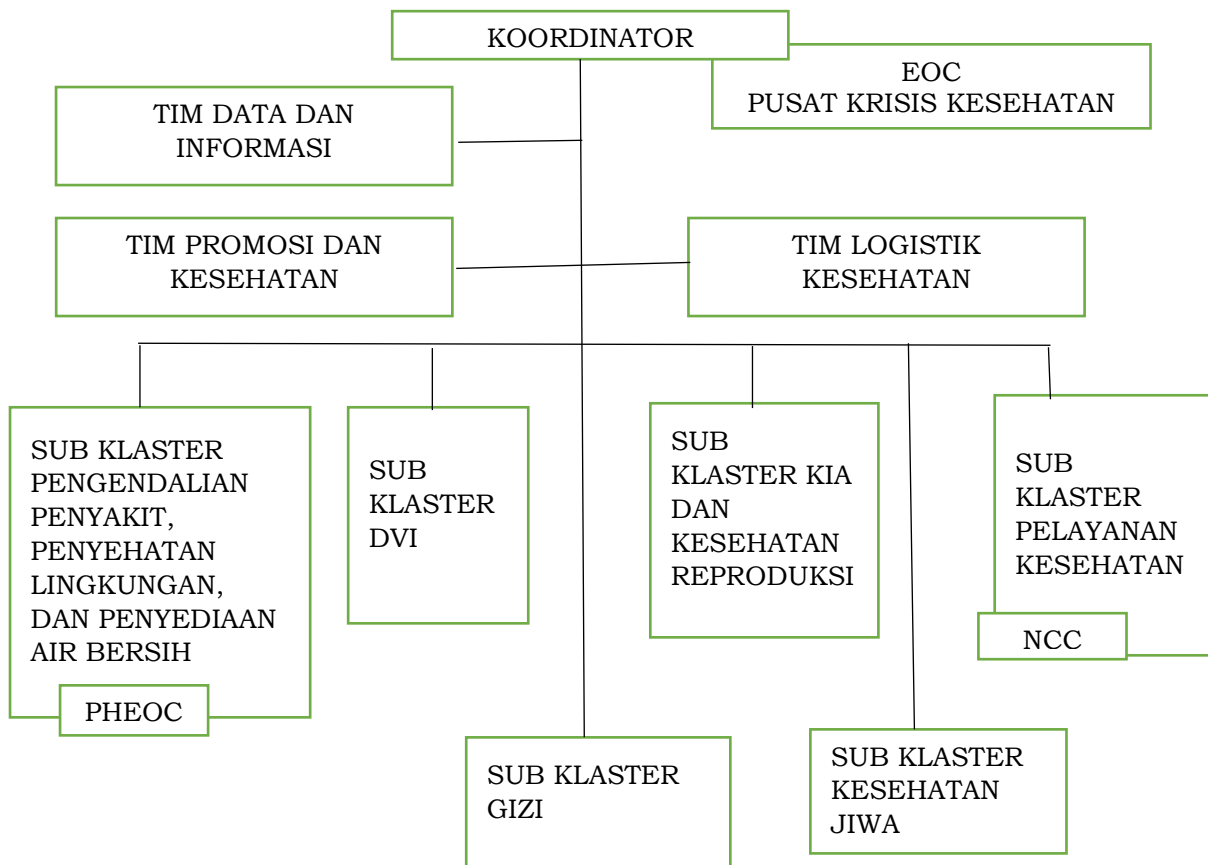 KOORDINATOR
EOC
PUSAT KRISIS KESEHATAN
TIM DATA DAN
INFORMASI
TIM PROMOSI DAN
KESEHATAN
TIM LOGISTIK
KESEHATAN
SUB KLASTER
PENGENDALIAN
PENYAKIT,
PENYEHATAN
LINGKUNGAN,
DAN PENYEDIAAN
AIR BERSIH
PHEOC
SUB
KLASTER
DVI
SUB
KLASTER KIA
DAN
KESEHATAN
REPRODUKSI
SUB
KLASTER
PELAYANAN
KESEHATAN
NCC
SUB KLASTER
GIZI
SUB KLASTER
KESEHATAN
JIWA